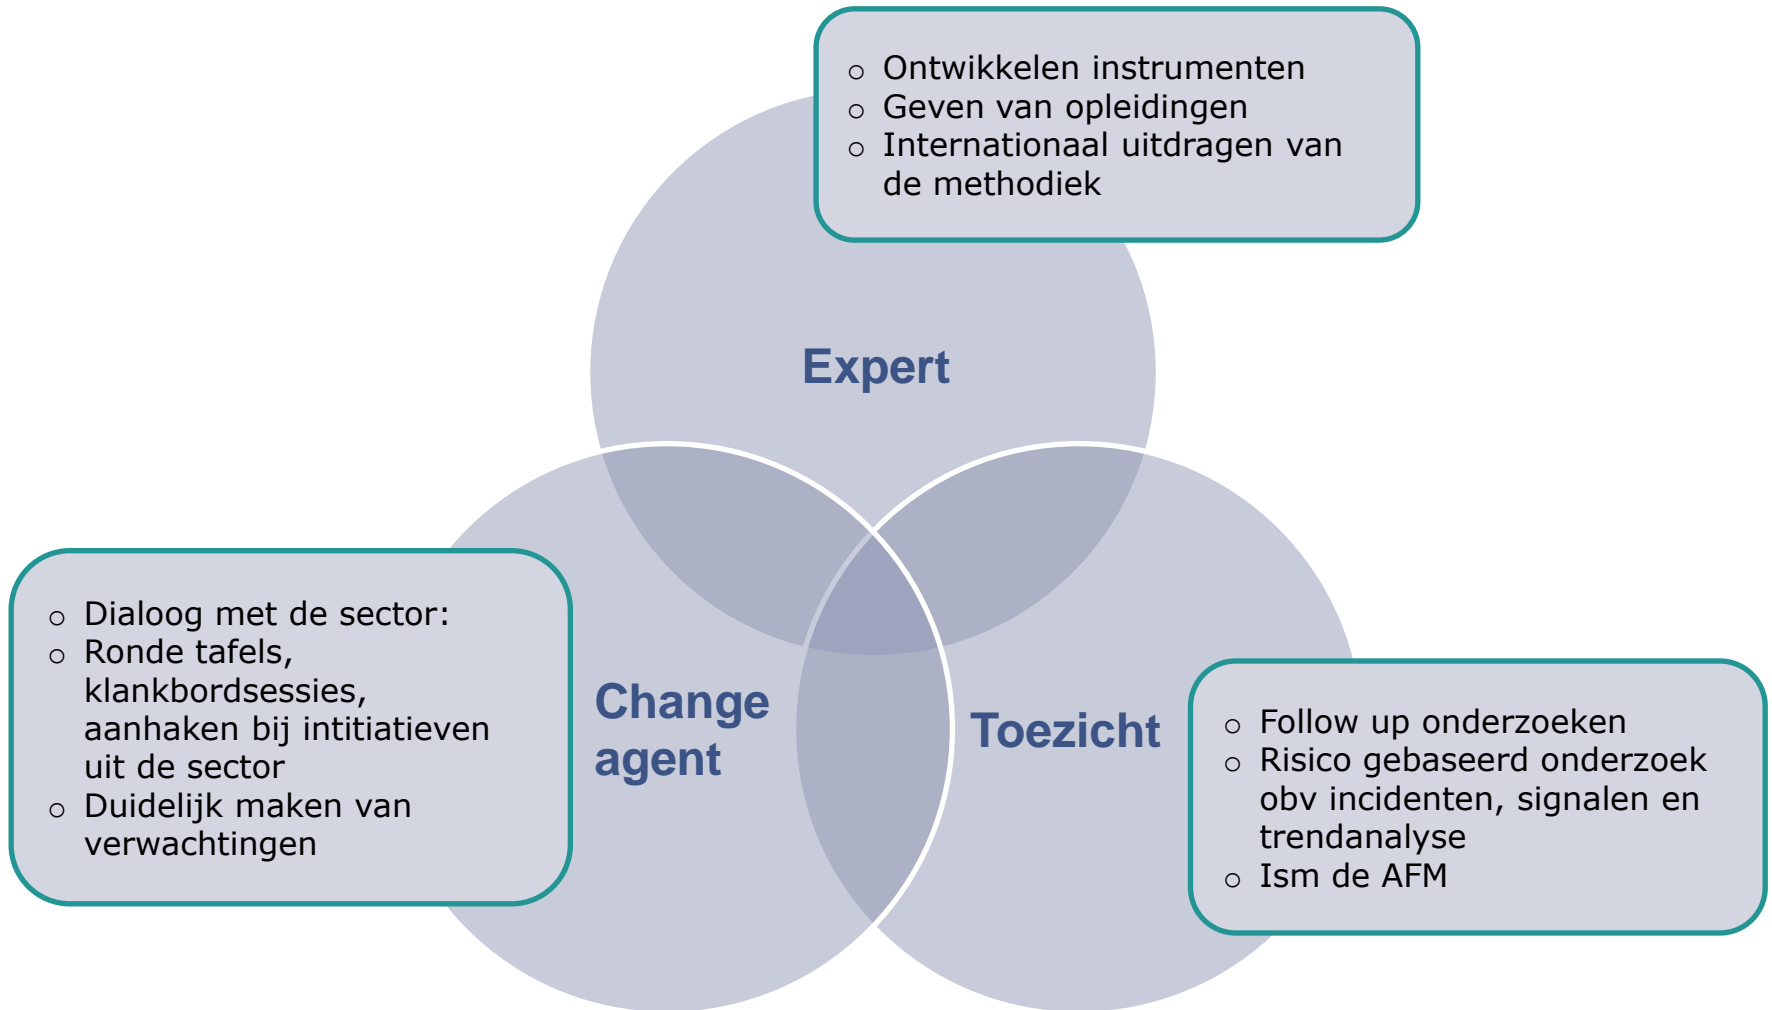 ○ Ontwikkelen instrumenten
○ Geven van opleidingen
○ Internationaal uitdragen van
de methodiek
Expert
○ Dialoog met de sector:
○ Ronde tafels,
klankbordsessies,
aanhaken bij intitiatieven
uit de sector
○ Duidelijk maken van
verwachtingen
Change
agent
Toezicht
○ Follow up onderzoeken
○ Risico gebaseerd onderzoek
obv incidenten, signalen en
trendanalyse
○ Ism de AFM